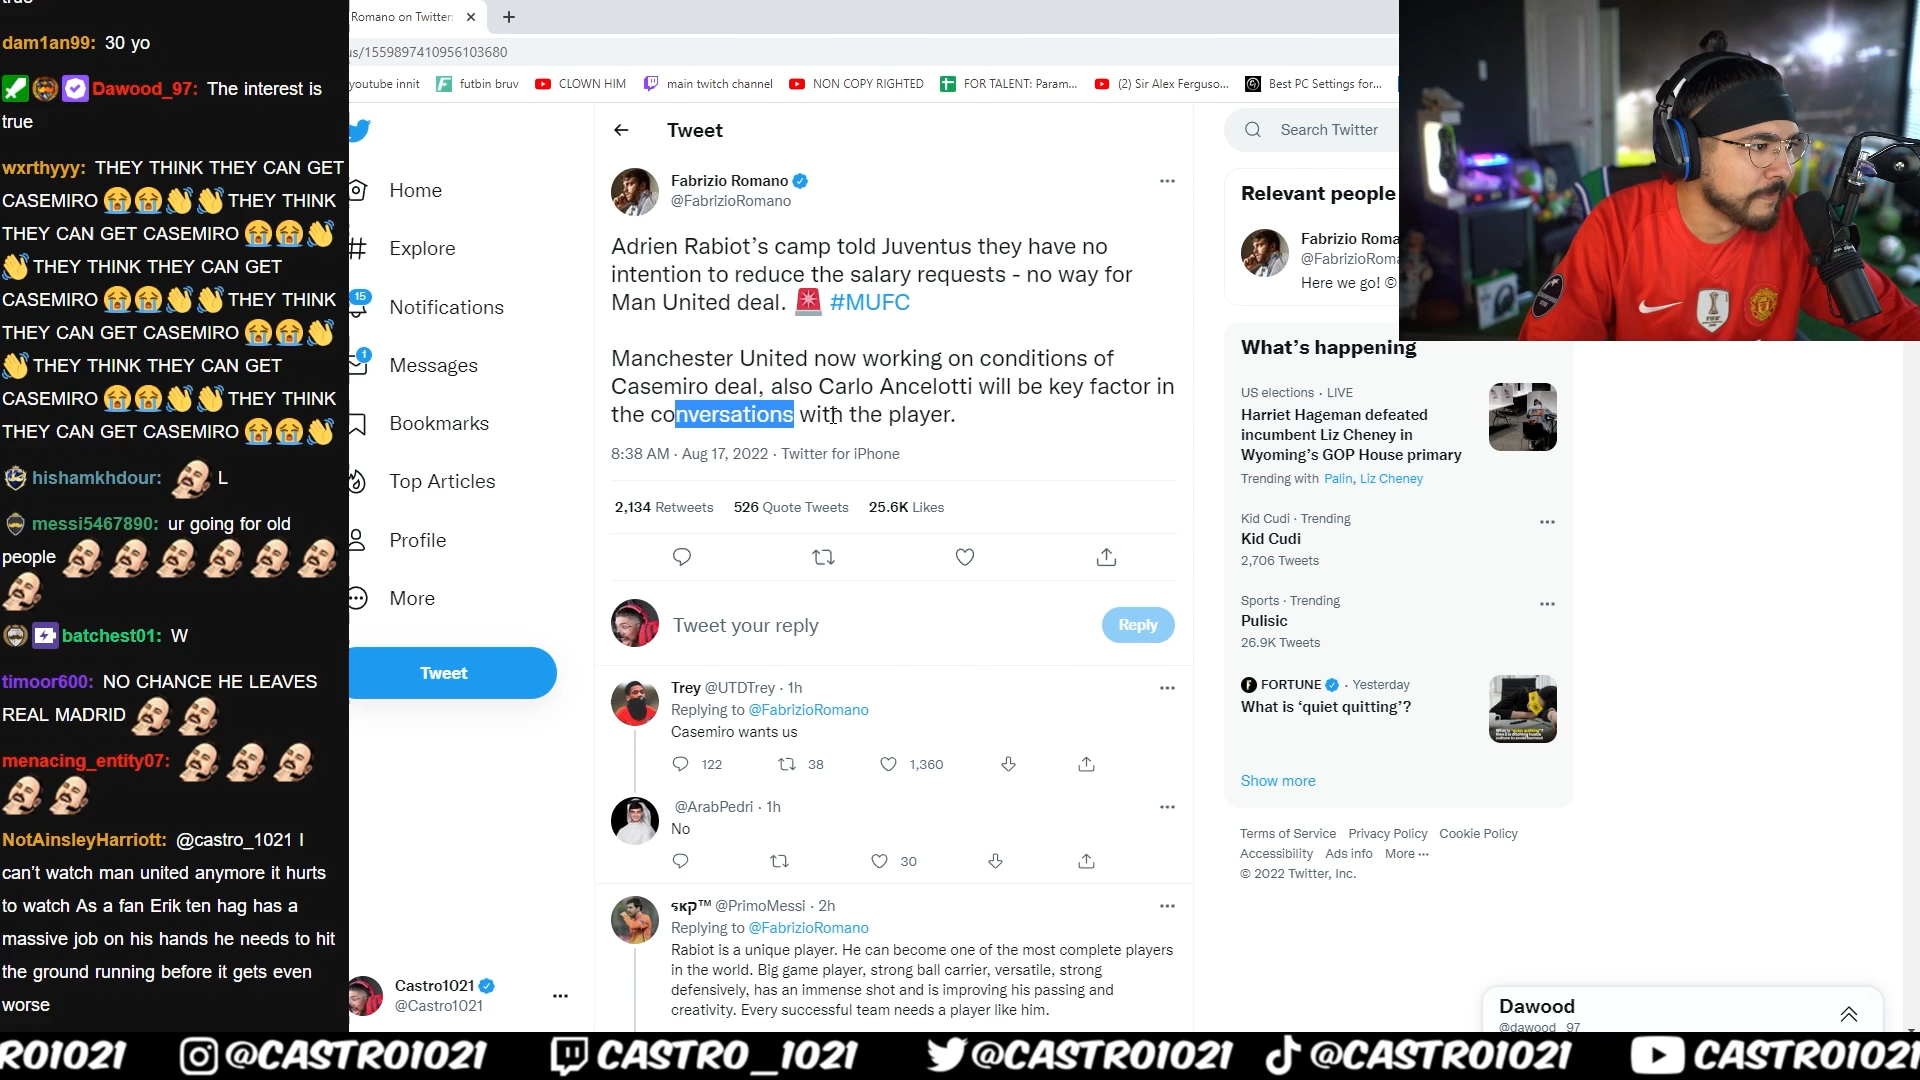 true
dam1an99: 30 yo
Dawood_97: The interest is
true
wxrthyyy: THEY THINK THEY CAN GET
CASEMIRO 😭😭👋👋 THEY THINK
THEY CAN GET CASEMIRO 😭😭👋
👋 THEY THINK THEY CAN GET
CASEMIRO 😭😭👋👋 THEY THINK
THEY CAN GET CASEMIRO 😭😭👋
👋 THEY THINK THEY CAN GET
CASEMIRO 😭😭👋👋 THEY THINK
THEY CAN GET CASEMIRO 😭😭👋
hishamkhdour: L
messi5467890: ur going for old
people
batchest01: W
timoor600: NO CHANCE HE LEAVES
REAL MADRID
menacing_entity07:
NotAinsleyHarriott: @castro_1021 I
can't watch man united anymore it hurts
to watch As a fan Erik ten hag has a
massive job on his hands he needs to hit
the ground running before it gets even
worse
Romano on Twitter:
us/1559897410956103680
youtube innit
futbin bruv
CLOWN HIM
main twitch channel
NON COPYRIGHTED
FOR TALENT: Param...
(2) Sir Alex Ferguso...
Best PC Settings for...
Home
Explore
15
Notifications
1
Messages
Bookmarks
Top Articles
Profile
More
Tweet
Castro1021
@Castro1021
Tweet
Fabrizio Romano
@FabrizioRomano
Adrien Rabiot's camp told Juventus they have no
intention to reduce the salary requests - no way for
Man United deal. 🚨 #MUFC
Manchester United now working on conditions of
Casemiro deal, also Carlo Ancelotti will be key factor in
the conversations with the player.
8:38 AM · Aug 17, 2022 · Twitter for iPhone
2,134 Retweets 526 Quote Tweets 25.6K Likes
Tweet your reply
Reply
Trey @UTDTrey · 1h
Replying to @FabrizioRomano
Casemiro wants us
122 38 1,360
@ArabPedri · 1h
No
30
@PrimoMessi · 2h
Replying to @FabrizioRomano
Rabiot is a unique player. He can become one of the most complete players
in the world. Big game player, strong ball carrier, versatile, strong
defensively, has an immense shot and is improving his passing and
creativity. Every successful team needs a player like him.
Search Twitter
Relevant people
Fabrizio Roma
@FabrizioRoma
Here we go! ©
What's happening
US elections · LIVE
Harriet Hageman defeated
incumbent Liz Cheney in
Wyoming's GOP House primary
Trending with Palin, Liz Cheney
Kid Cudi · Trending
Kid Cudi
2,706 Tweets
Sports · Trending
Pulisic
26.9K Tweets
FORTUNE · Yesterday
What is 'quiet quitting'?
Show more
Terms of Service Privacy Policy Cookie Policy
Accessibility Ads info More ···
© 2022 Twitter, Inc.
Dawood
@dawood_97
RO1021 @CASTRO1021 CASTRO_1021 @CASTRO1021 @CASTRO1021 CASTRO1021